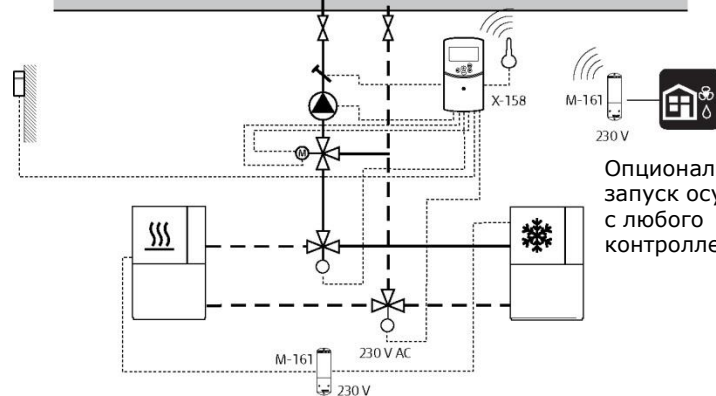 X-158
M-161
230 V
Опционал
запуск осу
с любого
контролле
M
M-161
230 V AC
230 V